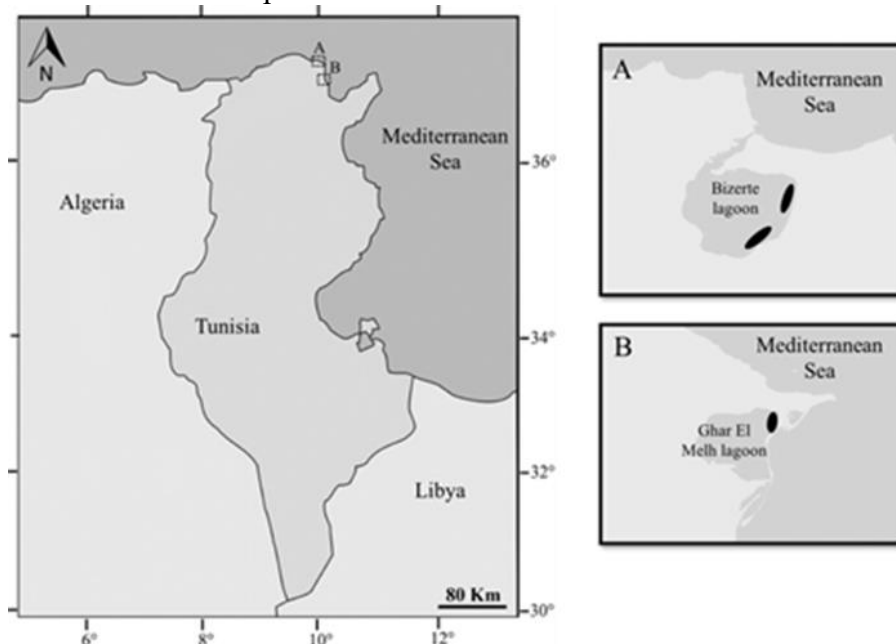 A
B
N
Mediterranean
Sea
Algeria
Tunisia
Libya
80 Km
36°
34°
32°
30°
6°
8°
10°
12°
A
Mediterranean
Sea
Bizerte
lagoon
B
Mediterranean
Sea
Ghar El
Melh lagoon